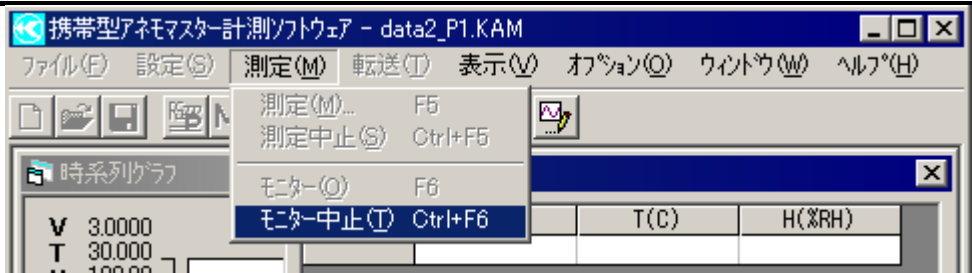 携帯型ｱﾈﾓﾏｽﾀｰ計測ｿﾌﾄｳｪｱ - data2_P1.KAM
ﾌｧｲﾙ(F) 設定(S) 測定(M) 転送(T) 表示(V) ｵﾌﾟｼｮﾝ(O) ｳｨﾝﾄﾞｳ(W) ﾍﾙﾌﾟ(H)
測定(M)... F5
測定中止(S) Ctrl+F5
ﾓﾆﾀｰ(O) F6
ﾓﾆﾀｰ中止(T) Ctrl+F6
時系列ｸﾞﾗﾌ
T(C) H(%RH)
V 3.0000
T 30.000
100.00